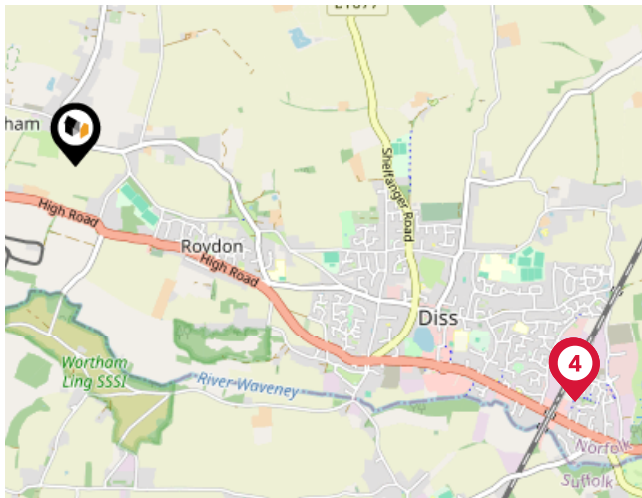 ham
High Road
Roydon
High Road
Shelfanger Road
Diss
Wortham
Ling SSSI
River Waveney
4
Norfolk
Suffolk